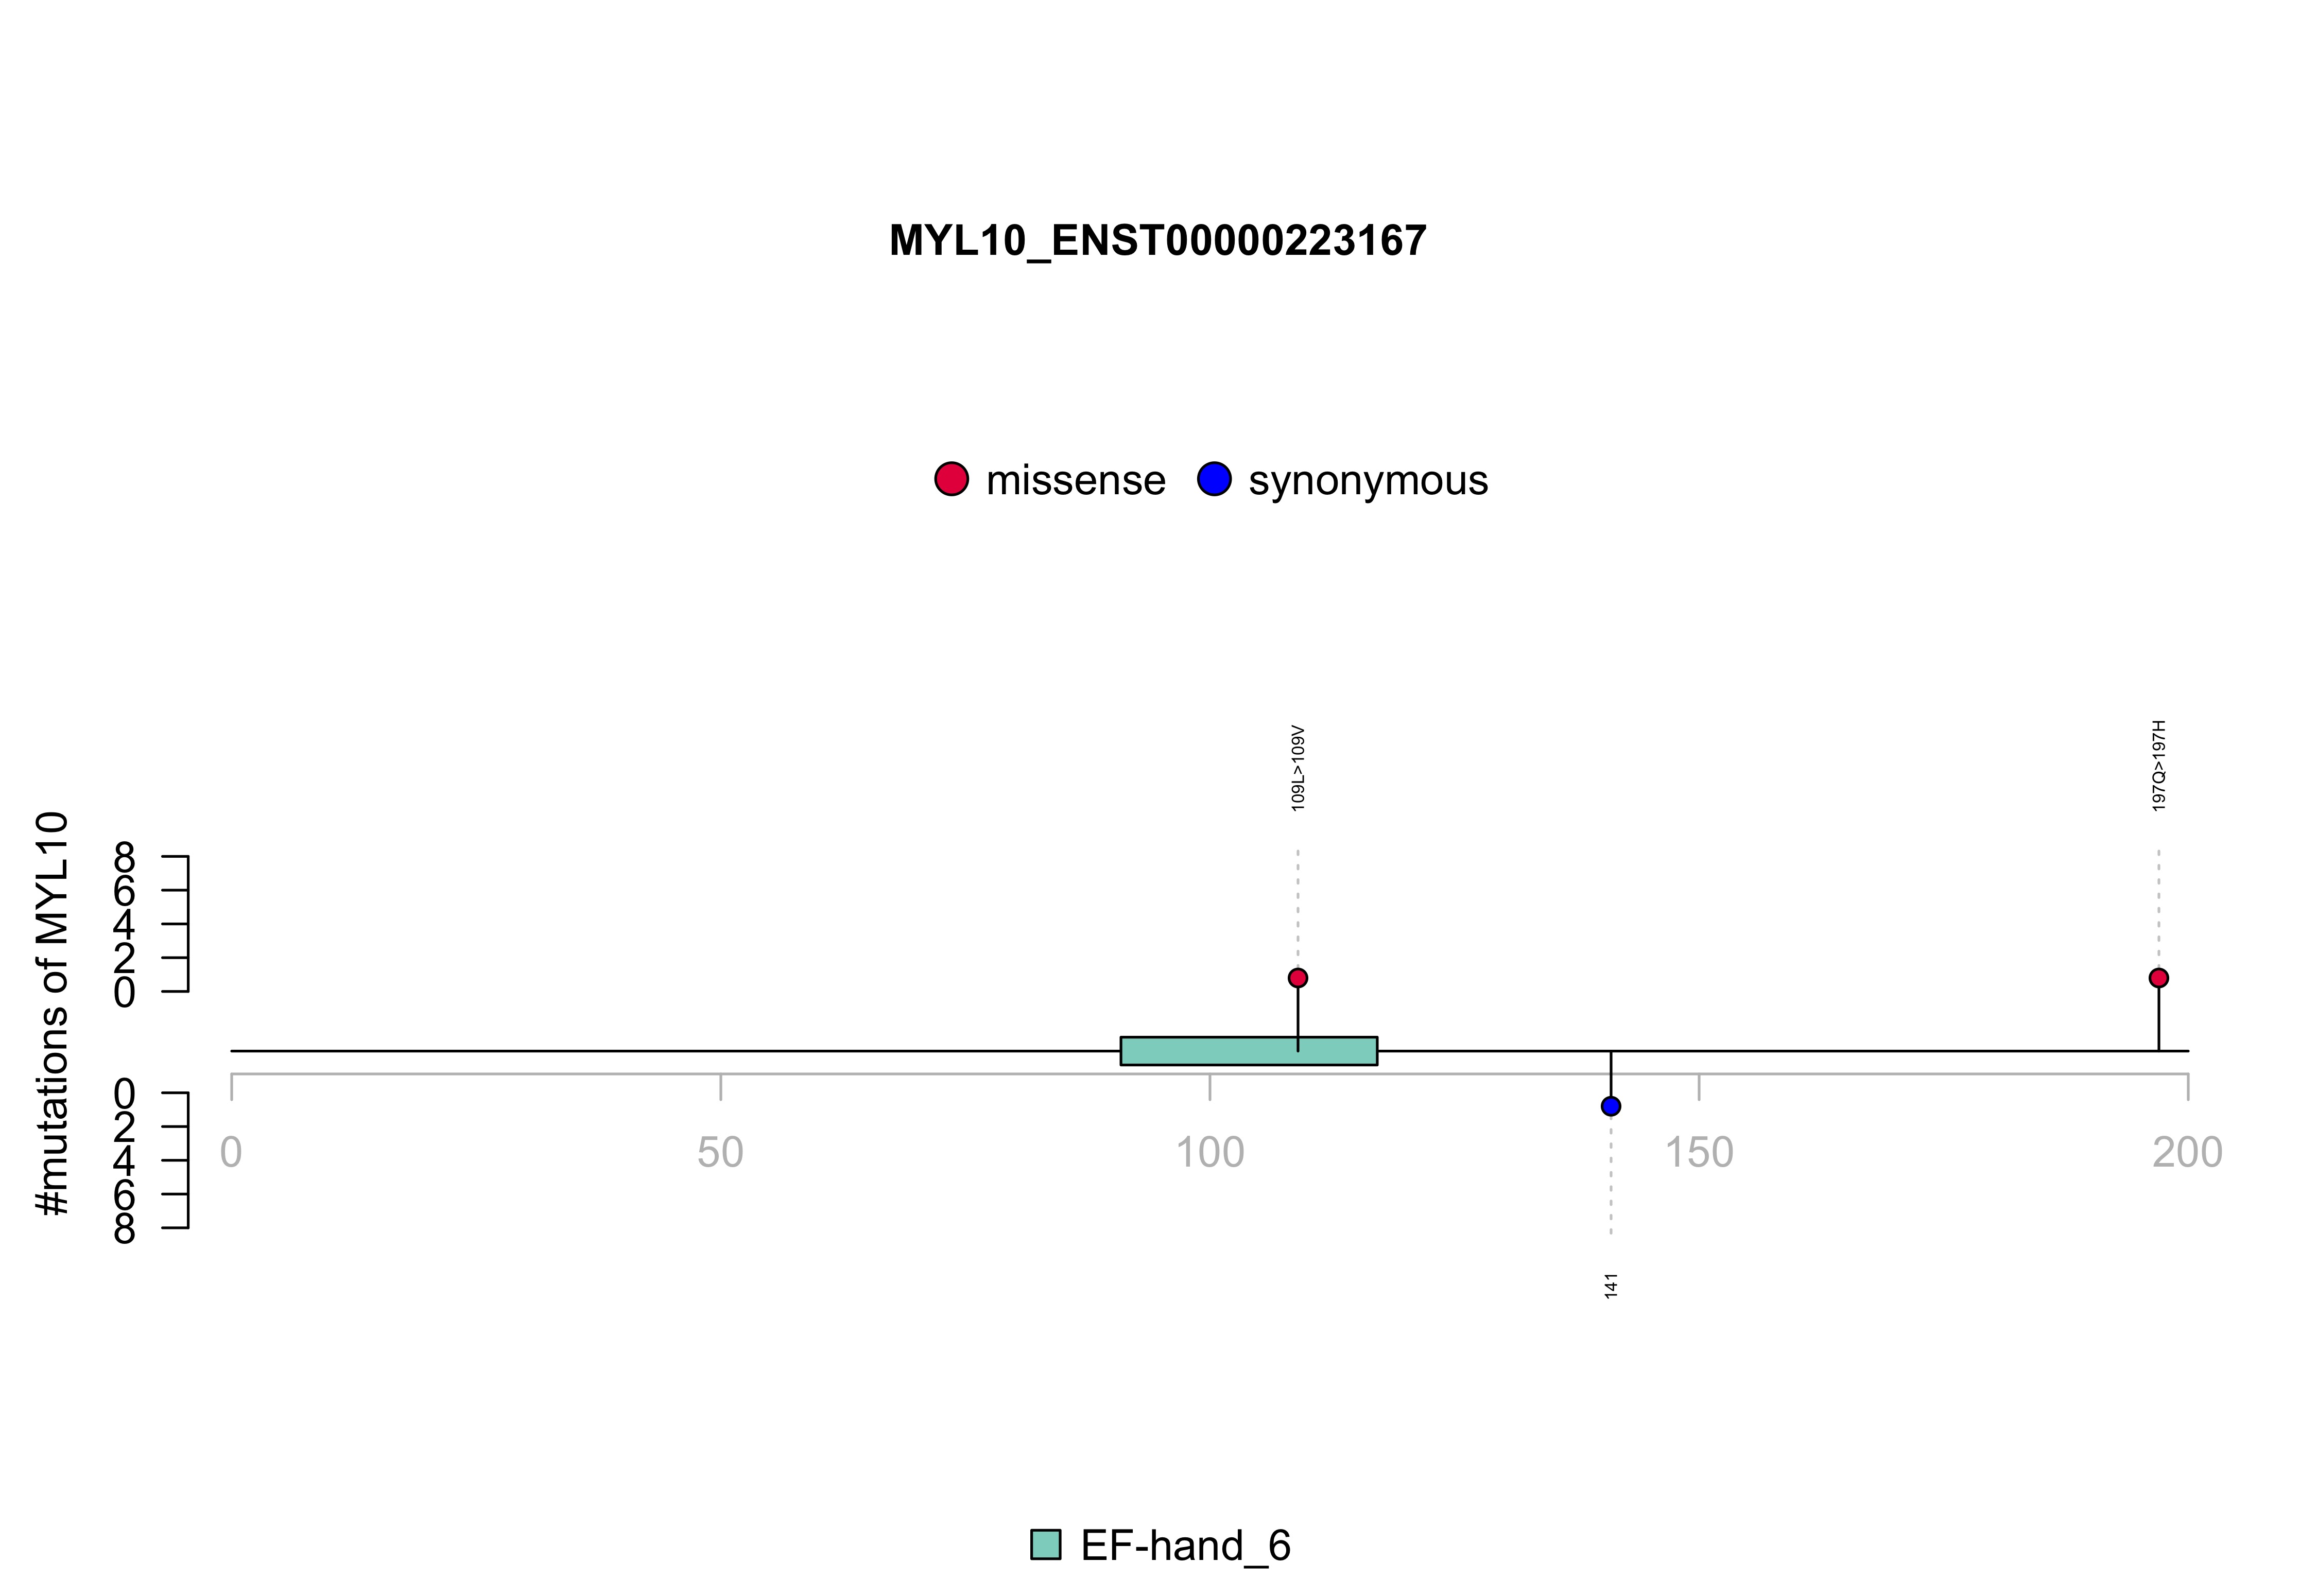 MYL10_ENST00000223167
missense synonymous
109L>109V
197Q>197H
#mutations of MYL10
8
6
4
2
0
0
2
4
6
8
0 50 100 150 200
141
EF-hand_6